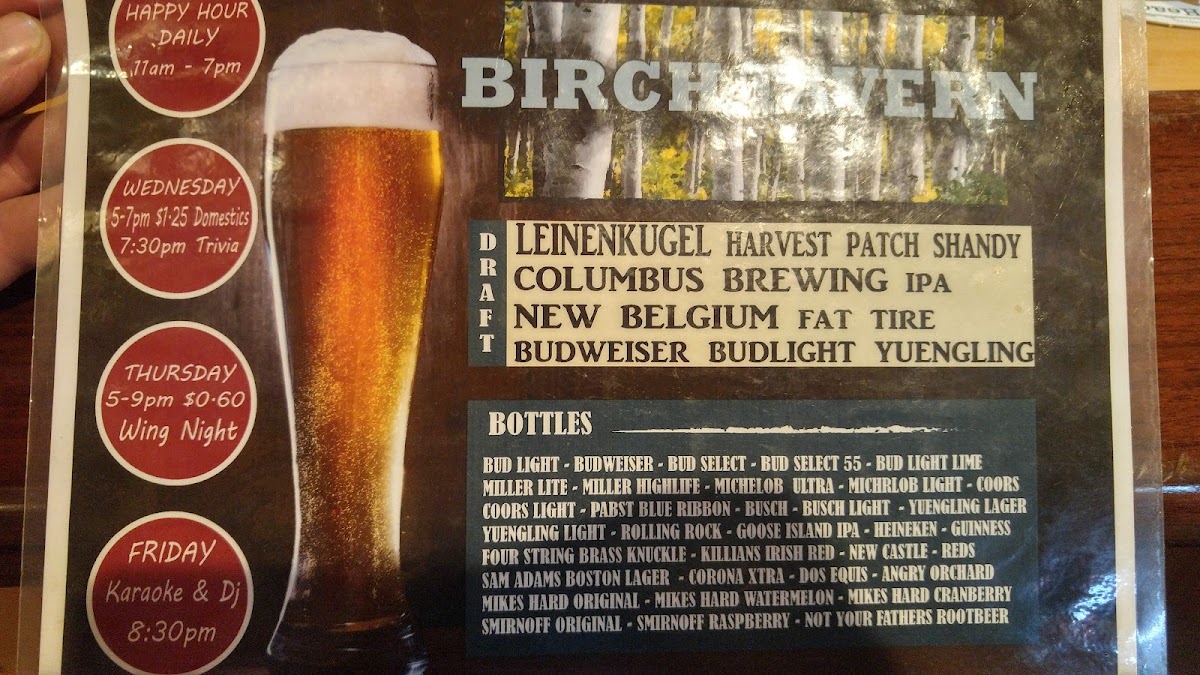 HAPPY HOUR
DAILY
11am - 7pm
WEDNESDAY
5-7pm $1.25 Domestics
7:30pm Trivia
THURSDAY
5-9pm $0.60
Wing Night
FRIDAY
Karaoke & Dj
8:30pm
BIRCH TAVERN
DRAFT
LEINENKUGEL HARVEST PATCH SHANDY
COLUMBUS BREWING IPA
NEW BELGIUM FAT TIRE
BUDWEISER BUDLIGHT YUENGLING
BOTTLES
BUD LIGHT - BUDWEISER - BUD SELECT - BUD SELECT 55 - BUD LIGHT LIME
MILLER LITE - MILLER HIGHLIFE - MICHELOB ULTRA - MICHRLOB LIGHT - COORS
COORS LIGHT - PABST BLUE RIBBON - BUSCH - BUSCH LIGHT - YUENGLING LAGER
YUENGLING LIGHT - ROLLING ROCK - GOOSE ISLAND IPA - HEINEKEN - GUINNESS
FOUR STRING BRASS KNUCKLE - KILLIANS IRISH RED - NEW CASTLE - REDS
SAM ADAMS BOSTON LAGER - CORONA XTRA - DOS EQUIS - ANGRY ORCHARD
MIKES HARD ORIGINAL - MIKES HARD WATERMELON - MIKES HARD CRANBERRY
SMIRNOFF ORIGINAL - SMIRNOFF RASPBERRY - NOT YOUR FATHERS ROOTBEER